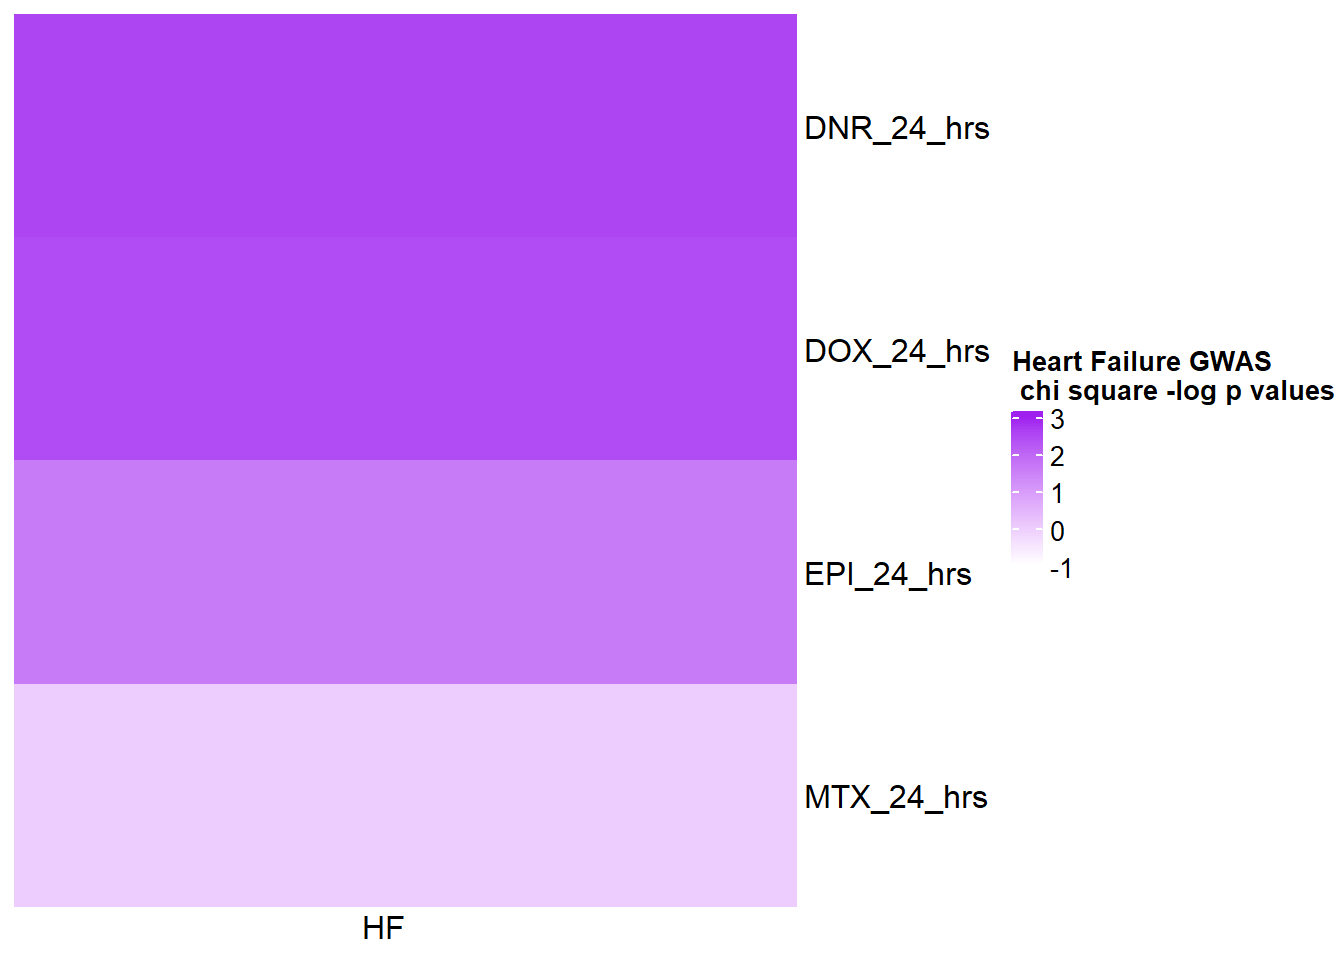 DNR_24_hrs
DOX_24_hrs
EPI_24_hrs
MTX_24_hrs
HF
Heart Failure GWAS
chi square -log p values
3
2
1
0
-1